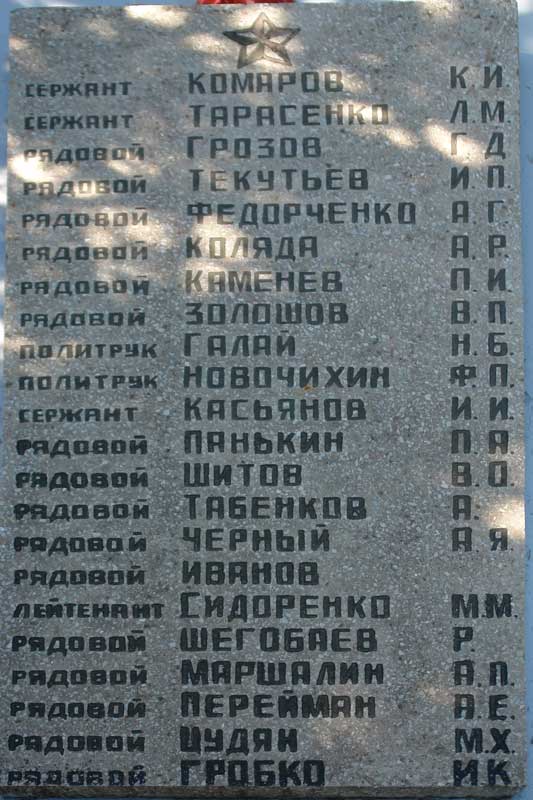 СЕРЖАНТ КОМАРОВ К.И.
СЕРЖАНТ ТАРАСЕНКО Л.М.
РЯДОВОЙ ГРОЗОВ Г.Д
РЯДОВОЙ ТЕКУТЬЕВ И.П.
РЯДОВОЙ ФЕДОРЧЕНКО А.Г.
РЯДОВОЙ КОЛЯДА А.Р.
РЯДОВОЙ КАМЕНЕВ П.И.
РЯДОВОЙ ЗОЛОШОВ В.П.
ПОЛИТРУК ГАЛАЙ Н.Б.
ПОЛИТРУК НОВОЧИХИН Ф.П.
СЕРЖАНТ КАСЬЯНОВ И.И.
РЯДОВОЙ ПАНЬКИН П.А
РЯДОВОЙ ШИТОВ В.О.
РЯДОВОЙ ТАБЕНКОВ А.
РЯДОВОЙ ЧЕРНЫЙ А.Я.
РЯДОВОЙ ИВАНОВ
ЛЕЙТЕНАНТ СИДОРЕНКО М.М.
РЯДОВОЙ ШЕГОБАЕВ Р.
РЯДОВОЙ МАРШАЛИН А.П.
РЯДОВОЙ ПЕРЕЙМАН А.Е.
РЯДОВОЙ ЦУДЯН М.Х.
РЯДОВОЙ ГРОБКО И.К